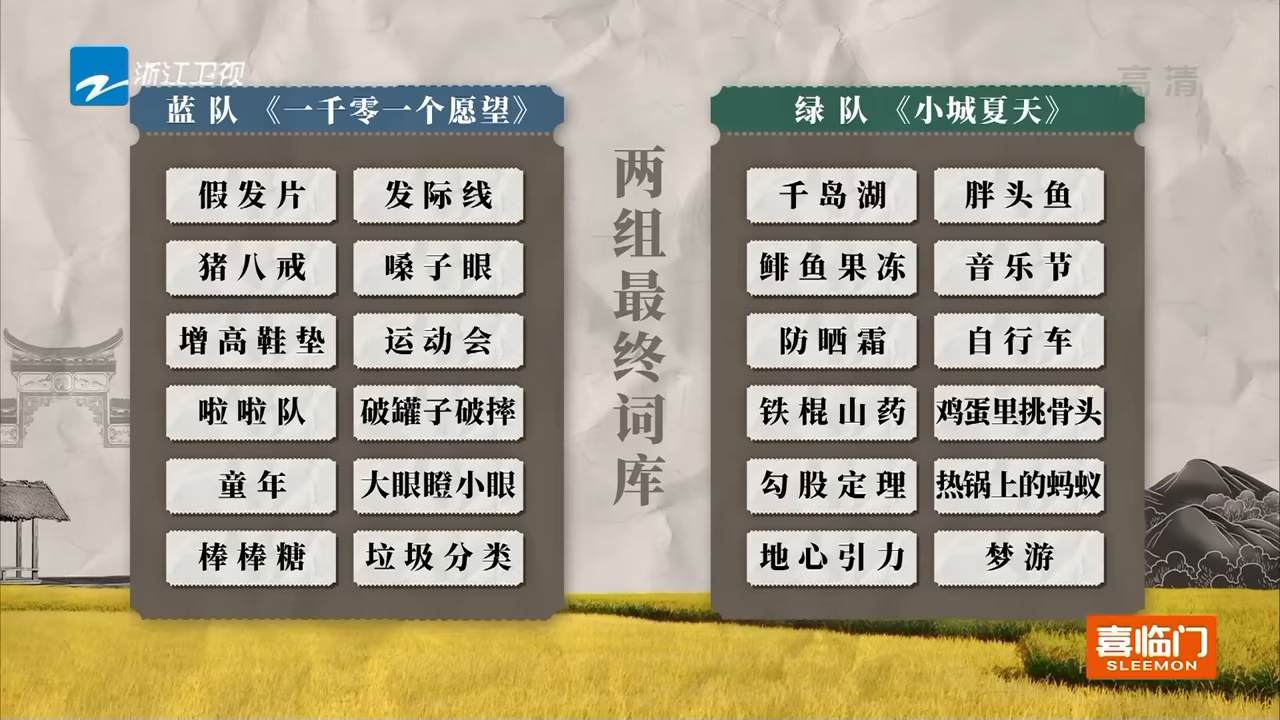 浙江卫视
高清
蓝队《一千零一个愿望》
假发片
发际线
猪八戒
嗓子眼
增高鞋垫
运动会
啦啦队
破罐子破摔
童年
大眼瞪小眼
棒棒糖
垃圾分类
两组最终词库
绿队《小城夏天》
千岛湖
胖头鱼
鲱鱼果冻
音乐节
防晒霜
自行车
铁棍山药
鸡蛋里挑骨头
勾股定理
热锅上的蚂蚁
地心引力
梦游
喜临门
SLEEMON